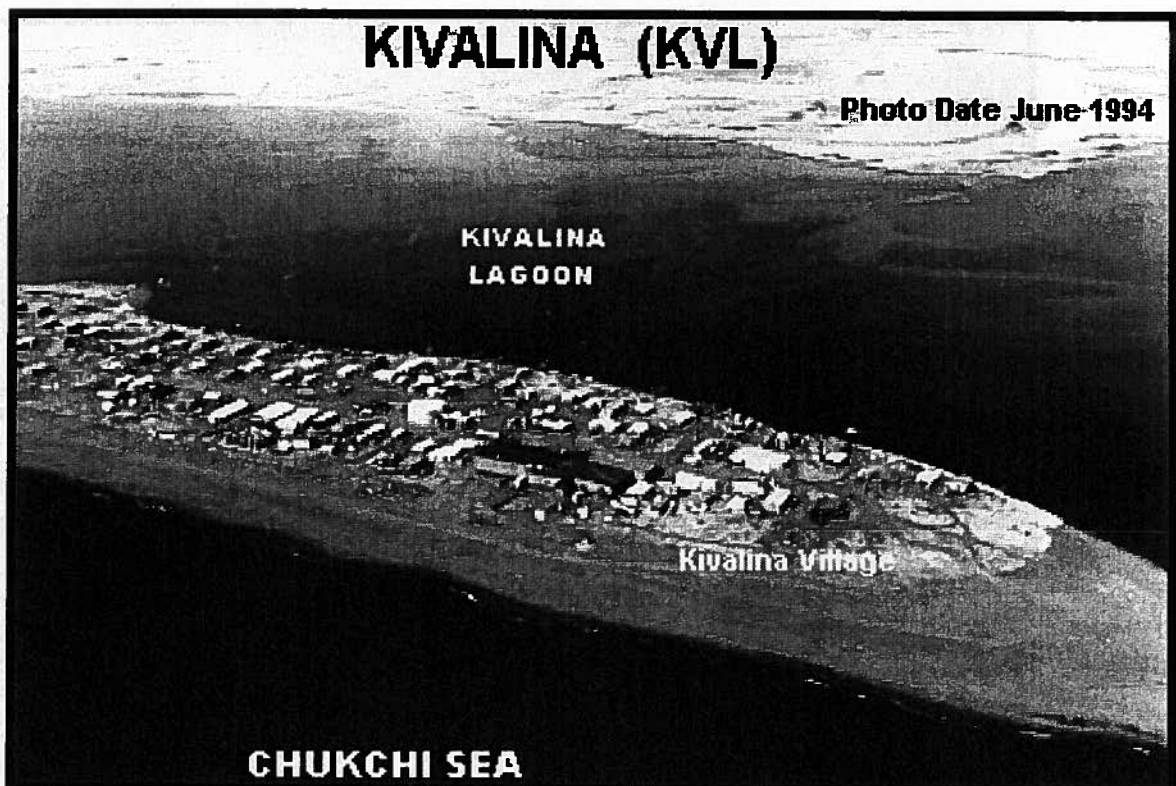 KIVALINA (KVL)
Photo Date June 1994
KIVALINA
LAGOON
Kivalina Village
CHUKCHI SEA